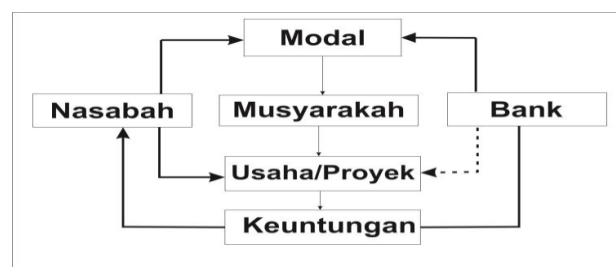 Modal
Nasabah
Musyarakah
Bank
Usaha/Proyek
Keuntungan